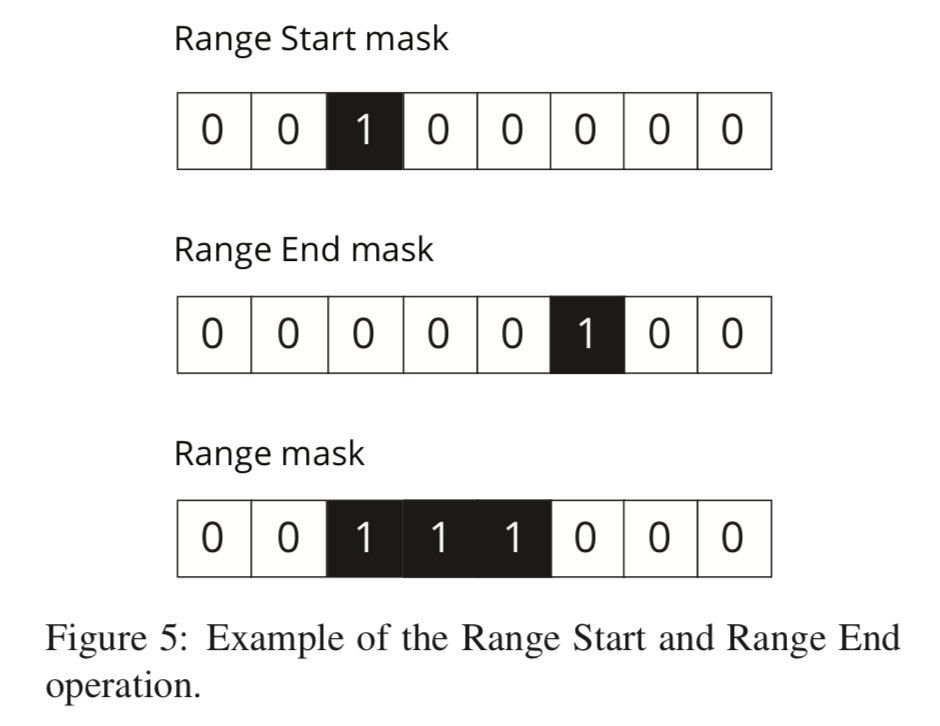 Range Start mask
0 0 1 0 0 0 0 0
Range End mask
0 0 0 0 0 1 0 0
Range mask
0 0 1 1 1 0 0 0
Figure 5: Example of the Range Start and Range End
operation.